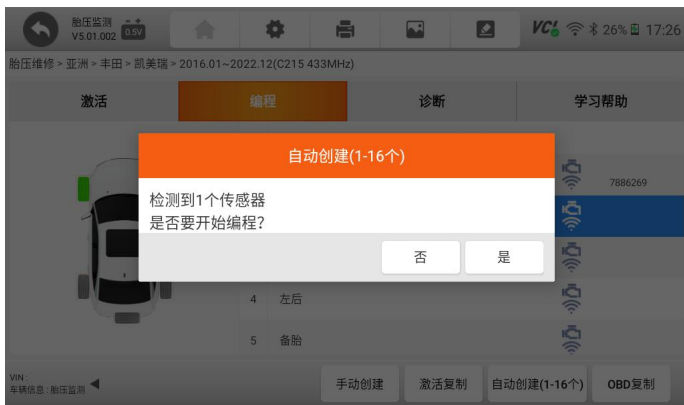 胎压监测
V5.01.002 0.5V
VCI 26% 17:26
胎压维修 > 亚洲 > 丰田 > 凯美瑞 > 2016.01~2022.12(C215 433MHz)
激活 编程 诊断 学习帮助
自动创建(1-16个)
7886269
检测到1个传感器
是否要开始编程?
否 是
4 左后
5 备胎
VIN :
车辆信息 : 胎压监测
手动创建 激活复制 自动创建(1-16个) OBD复制